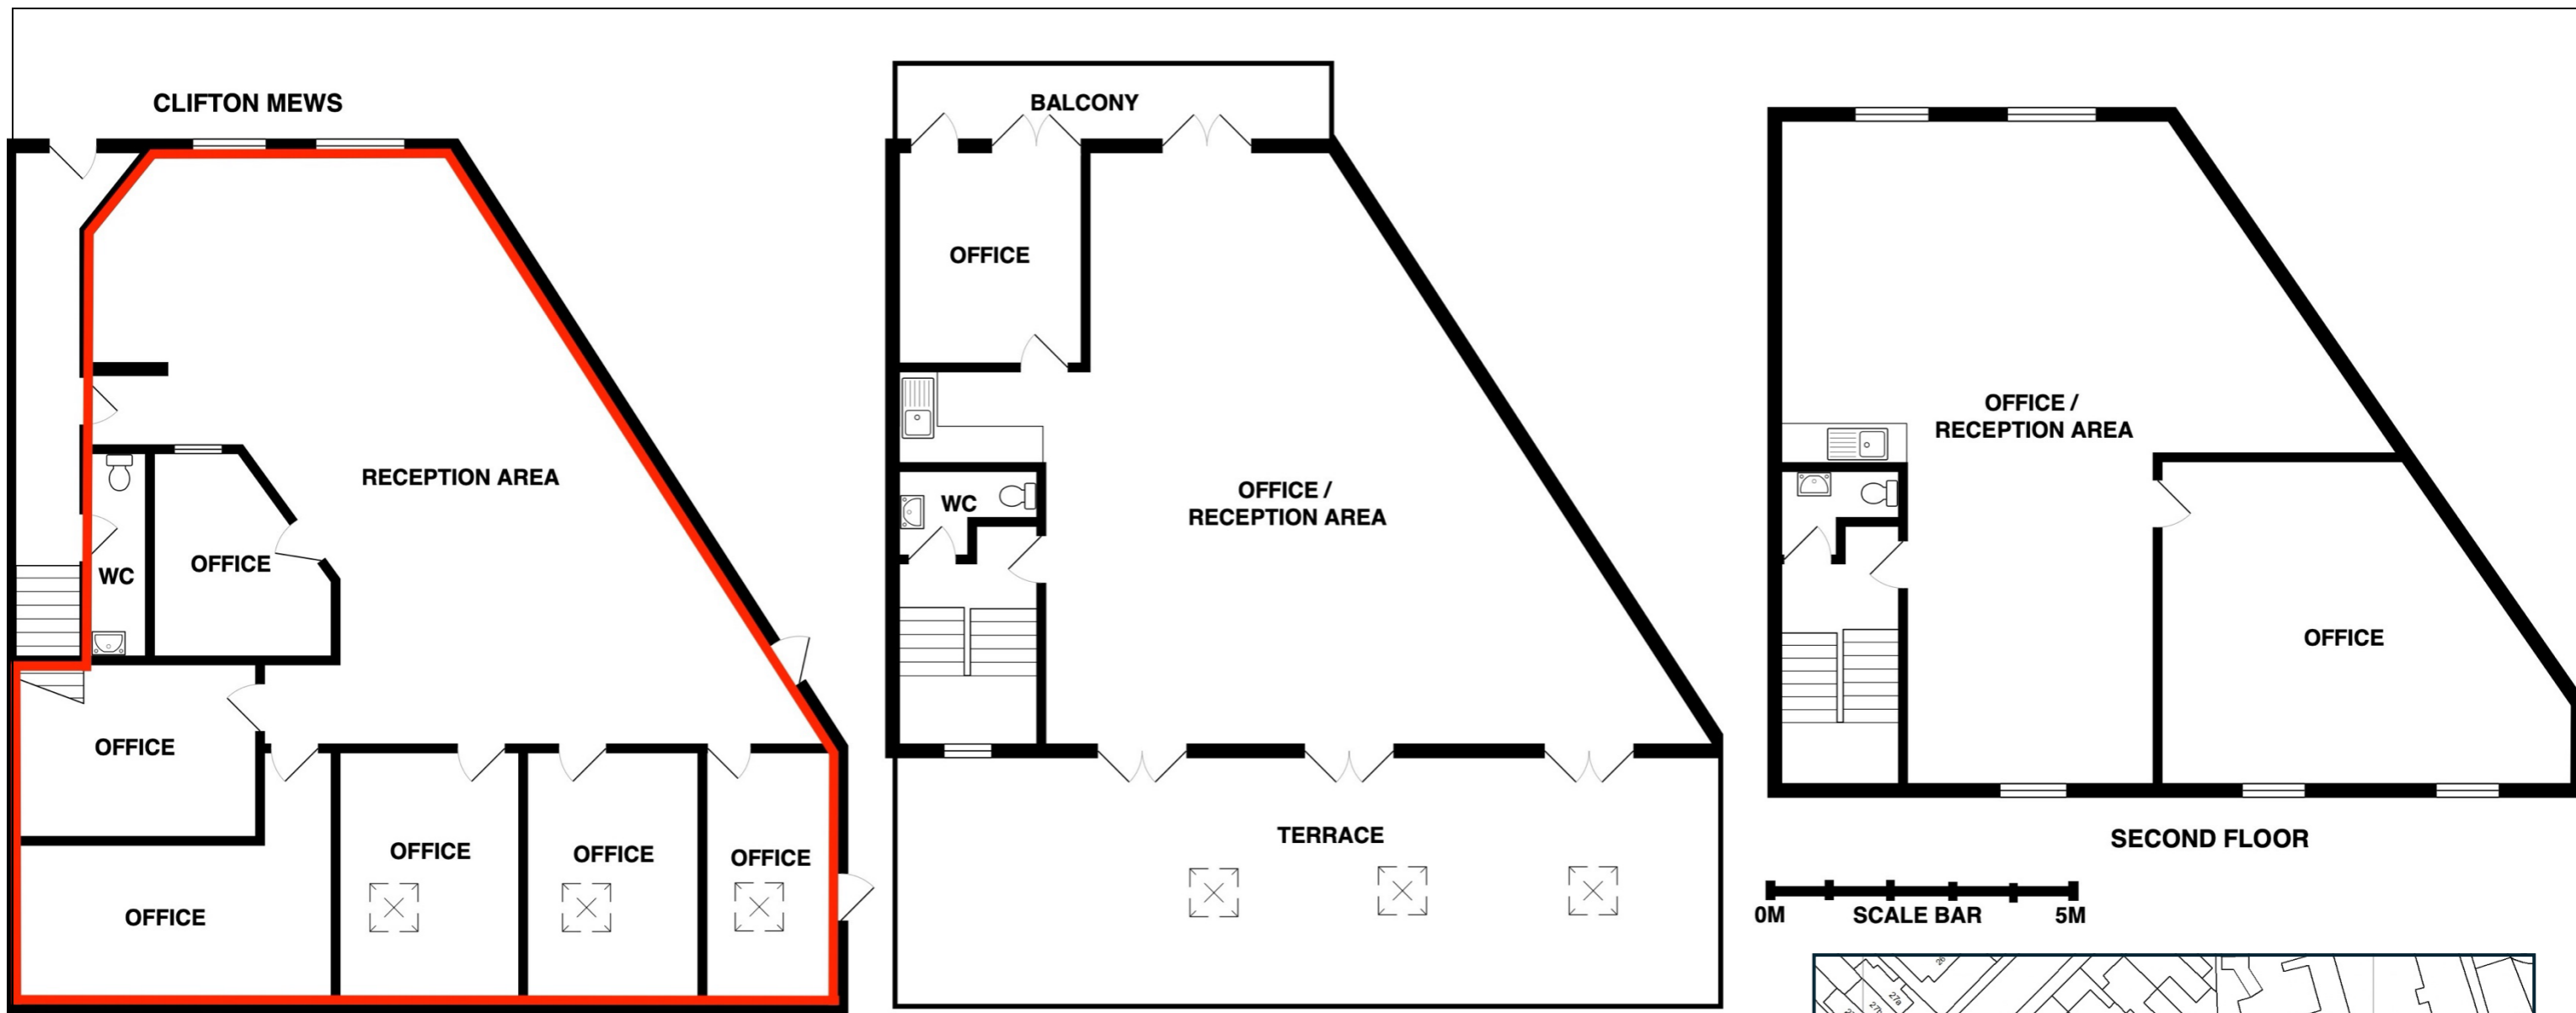 CLIFTON MEWS
RECEPTION AREA
OFFICE
WC
OFFICE
OFFICE
OFFICE
OFFICE
OFFICE
BALCONY
OFFICE
WC
OFFICE /
RECEPTION AREA
TERRACE
OFFICE /
RECEPTION AREA
OFFICE
SECOND FLOOR
0M
SCALE BAR
5M
27a